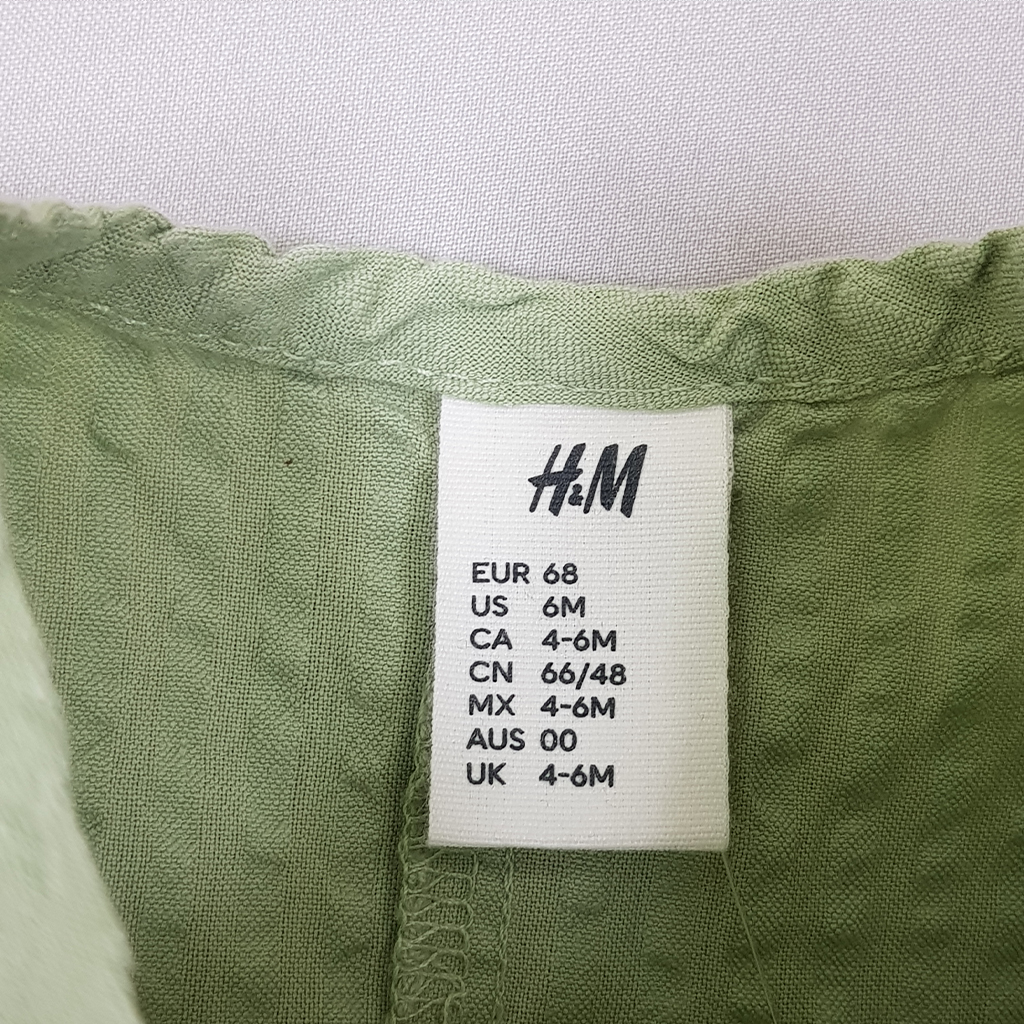 H&M
EUR 68
US 6M
CA 4-6M
CN 66/48
MX 4-6M
AUS 00
UK 4-6M